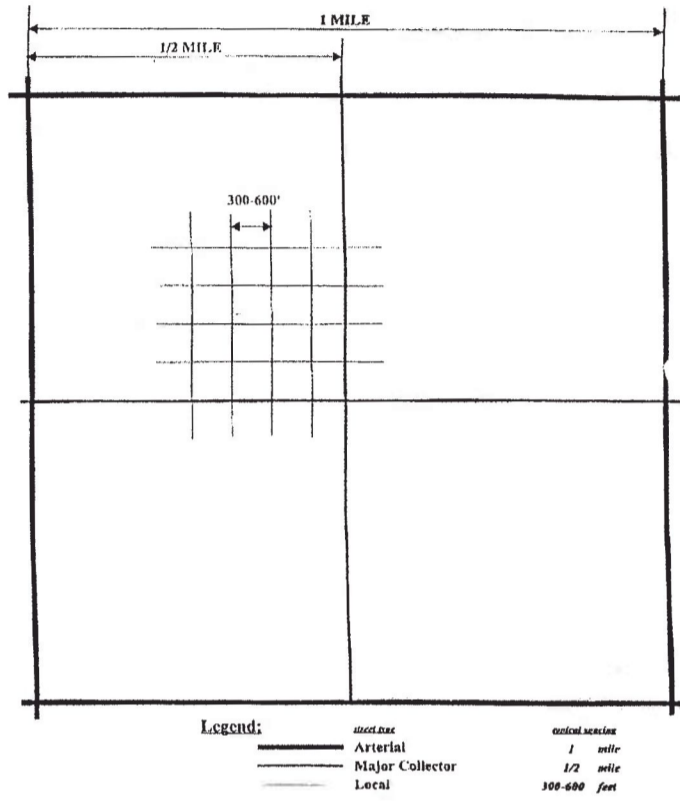 1 MILE
1/2 MILE
300-600'
Legend:
street type typical spacing
Arterial 1 mile
Major Collector 1/2 mile
Local 300-600 feet